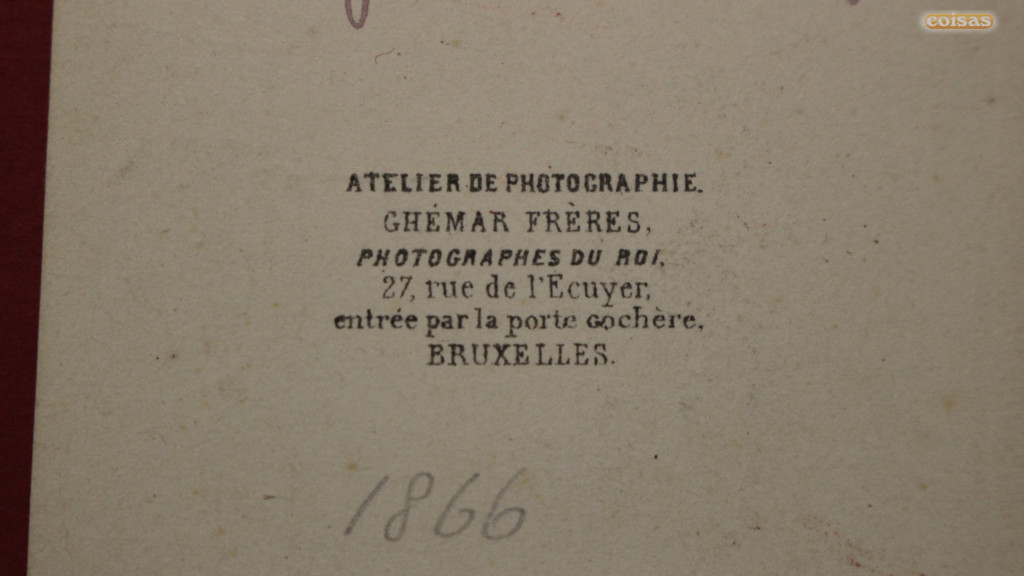 coisas
ATELIER DE PHOTOGRAPHIE.
GHÉMAR FRÈRES,
PHOTOGRAPHES DU ROI,
27, rue de l'Ecuyer,
entrée par la porte cochère,
BRUXELLES.
1866